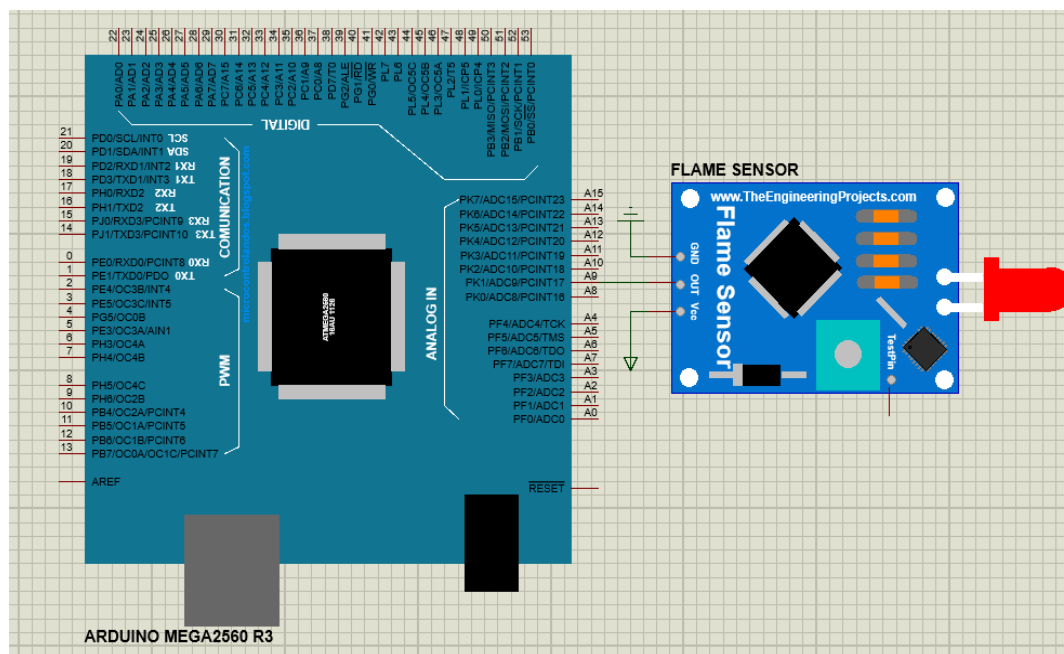 22
23
24
25
26
27
28
29
30
31
32
33
34
35
36
37
38
39
40
41
42
43
44
45
46
47
48
49
50
51
52
53
PA0/AD0
PA1/AD1
PA2/AD2
PA3/AD3
PA4/AD4
PA5/AD5
PA6/AD6
PA7/AD7
PC7/A15
PC6/A14
PC5/A13
PC4/A12
PC3/A11
PC2/A10
PC1/A9
PC0/A8
PD7/T0
PG2/ALE
PG1/RD
PG0/WR
PL7
PL6
PL5/OC5C
PL4/OC5B
PL3/OC5A
PL2/T5
PL1/ICP5
PL0/ICP4
PB3/MISO/PCINT3
PB2/MOSI/PCINT2
PB1/SCK/PCINT1
PB0/SS/PCINT0
DIGITAL
21 PD0/SCL/INT0 SCL
20 PD1/SDA/INT1 SDA
19 PD2/RXD1/INT2 RX1
18 PD3/TXD1/INT3 TX1
17 PH0/RXD2 RX2
16 PH1/TXD2 TX2
15 PJ0/RXD3/PCINT9 RX3
14 PJ1/TXD3/PCINT10 TX3
0 PE0/RXD0/PCINT8 RX0
1 PE1/TXD0/PDO TX0
2 PE4/OC3B/INT4
3 PE5/OC3C/INT5
4 PG5/OC0B
5 PE3/OC3A/AIN1
6 PH3/OC4A
7 PH4/OC4B
8 PH5/OC4C
9 PH6/OC2B
10 PB4/OC2A/PCINT4
11 PB5/OC1A/PCINT5
12 PB6/OC1B/PCINT6
13 PB7/OC0A/OC1C/PCINT7
AREF
COMUNICATION
PWM
microcontrolandos.blogspot.com
ATMEGA2560
16AU 1126
ANALOG IN
PK7/ADC15/PCINT23 A15
PK6/ADC14/PCINT22 A14
PK5/ADC13/PCINT21 A13
PK4/ADC12/PCINT20 A12
PK3/ADC11/PCINT19 A11
PK2/ADC10/PCINT18 A10
PK1/ADC9/PCINT17 A9
PK0/ADC8/PCINT16 A8
PF4/ADC4/TCK A4
PF5/ADC5/TMS A5
PF6/ADC6/TDO A6
PF7/ADC7/TDI A7
PF3/ADC3 A3
PF2/ADC2 A2
PF1/ADC1 A1
PF0/ADC0 A0
RESET
ARDUINO MEGA2560 R3
FLAME SENSOR
www.TheEngineeringProjects.com
Flame Sensor
GND
OUT
Vcc
TestPin